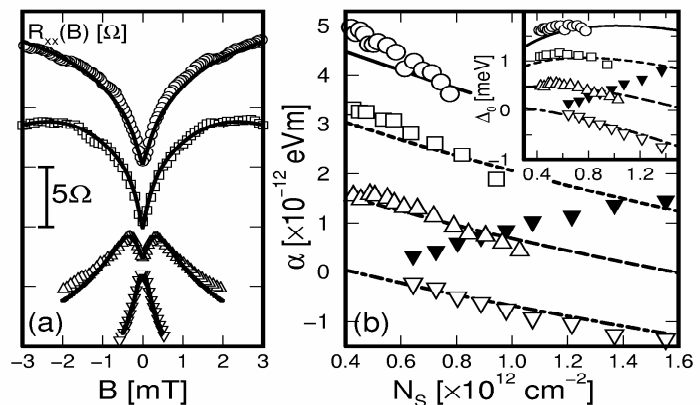 R_xx(B) [Ω]
5Ω
(a)
−3 −2 −1 0 1 2 3
B [mT]
α [×10⁻¹² eVm]
5
4
3
2
1
0
−1
(b)
0.4 0.6 0.8 1.0 1.2 1.4 1.6
N_S [×10¹² cm⁻²]
Δ₀ [meV]
1
0
−1
0.4 0.8 1.2